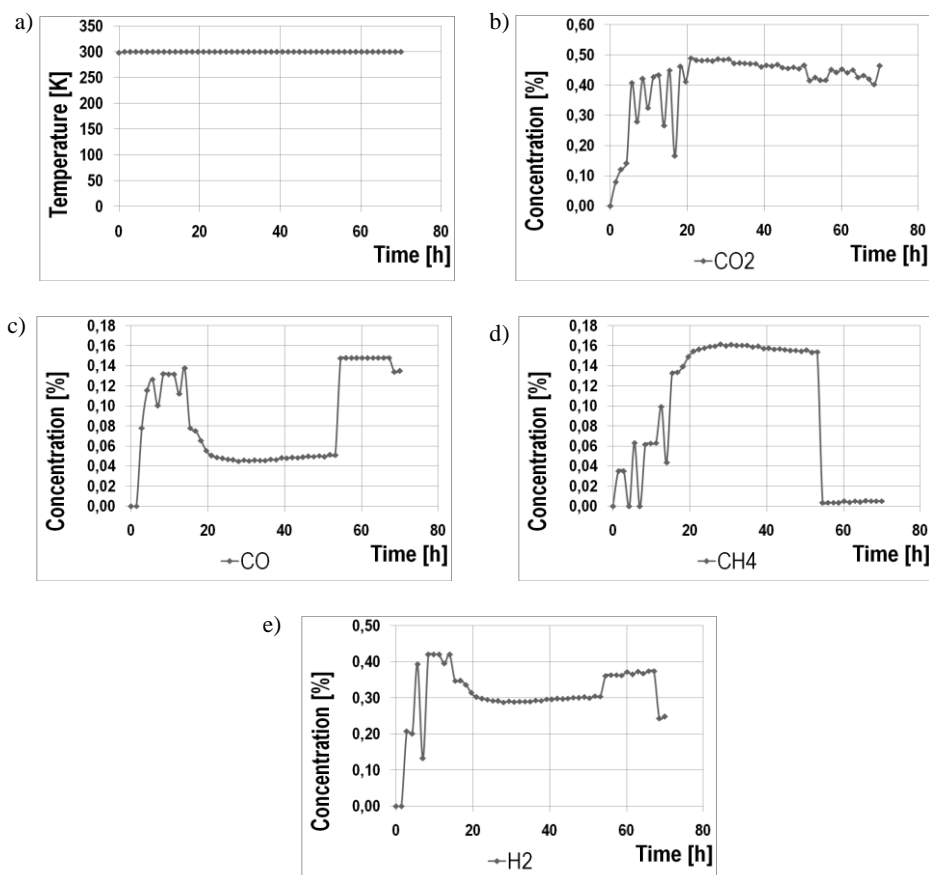 a)
350
300
250
200
150
100
50
0
Temperature [K]
0 20 40 60 80
Time [h]
b)
0,60
0,50
0,40
0,30
0,20
0,10
0,00
Concentration [%]
0 20 40 60 80
Time [h]
CO2
c)
0,18
0,16
0,14
0,12
0,10
0,08
0,06
0,04
0,02
0,00
Concentration [%]
0 20 40 60 80
Time [h]
CO
d)
0,18
0,16
0,14
0,12
0,10
0,08
0,06
0,04
0,02
0,00
Concentration [%]
0 20 40 60 80
Time [h]
CH4
e)
0,50
0,40
0,30
0,20
0,10
0,00
Concentration [%]
0 20 40 60 80
Time [h]
H2